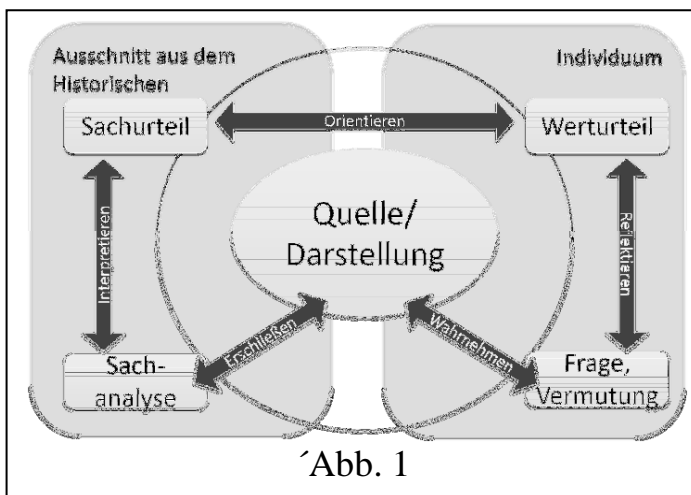 Ausschnitt aus dem
Historischen
Individuum
Sachurteil
Orientieren
Werturteil
Quelle/
Darstellung
Interpretieren
Reflektieren
Erschließen
Wahrnehmen
Sach-
analyse
Frage,
Vermutung
´Abb. 1